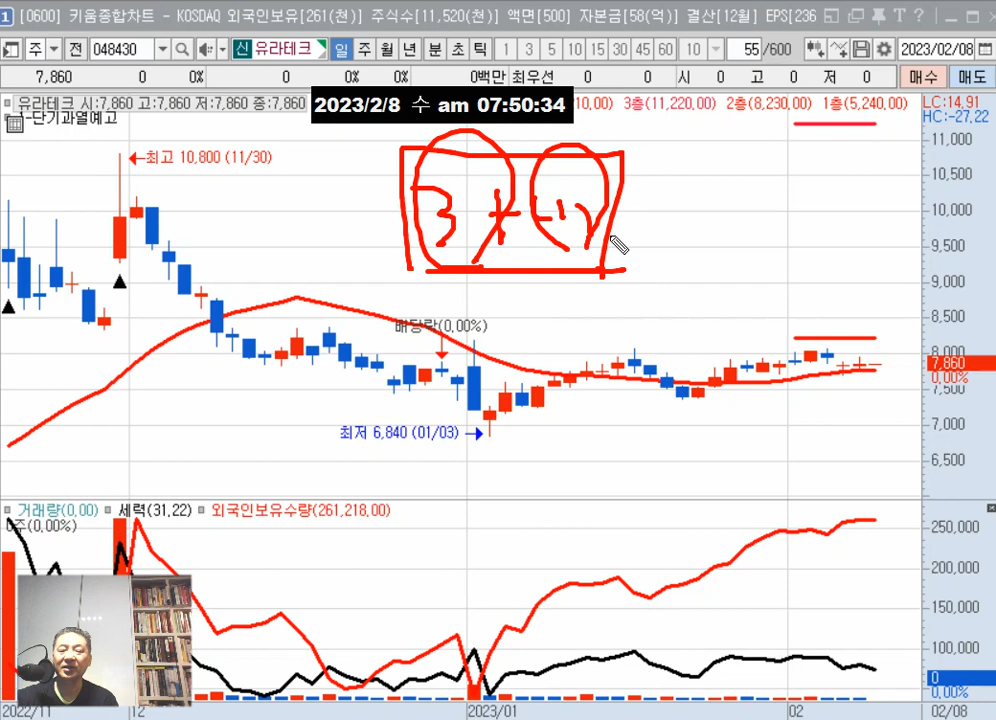 [0600] 키움종합차트 - KOSDAQ 외국인보유[261(천)] 주식수[11,520(천)] 액면[500] 자본금[58(억)] 결산[12월] EPS[236
주 전 048430 신 유라테크 일 주 월 년 분 초 틱 1 3 5 10 15 30 45 60 10 55 /600 2023/02/08
7,860 0 0% 0 0% 0% 0백만 최우선 0 0 시 0 고 0 저 0 매수 매도
유라테크 시:7,860 고:7,860 저:7,860 종:7,860 2023/2/8 수 am 07:50:34 10,00) 3층(11,220,00) 2층(8,230,00) 1층(5,240,00) LC:14,91
HC:-27,22
-단기과열예고
11,000
최고 10,800 (11/30)
10,500
10,000
9,500
9,000
8,500
배당락(0,00%)
8,000
7,860
0,00%
7,500
7,000
최저 6,840 (01/03)
6,500
거래량(0,00) 세력(31,22) 외국인보유수량(261,218,00)
0주(0,00%)
250,000
200,000
150,000
100,000
0
0,00%
2022/11 12 2023/01 02 02/08